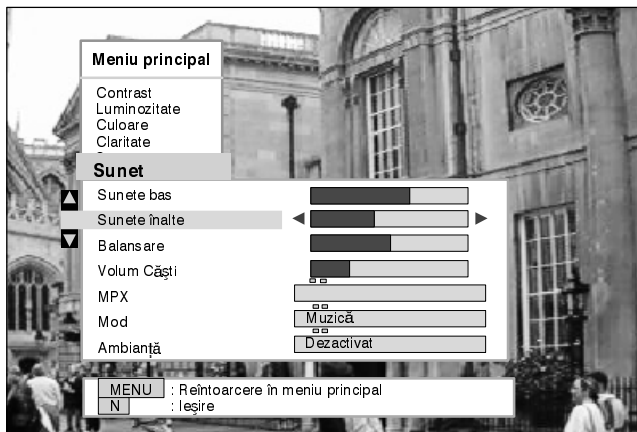 Meniu principal
Contrast
Luminozitate
Culoare
Claritate
Sunet
Sunete bas
Sunete înalte
Balansare
Volum Căşti
MPX
Mod Muzică
Ambianţă Dezactivat
MENU : Reîntoarcere în meniu principal
N : Ieşire